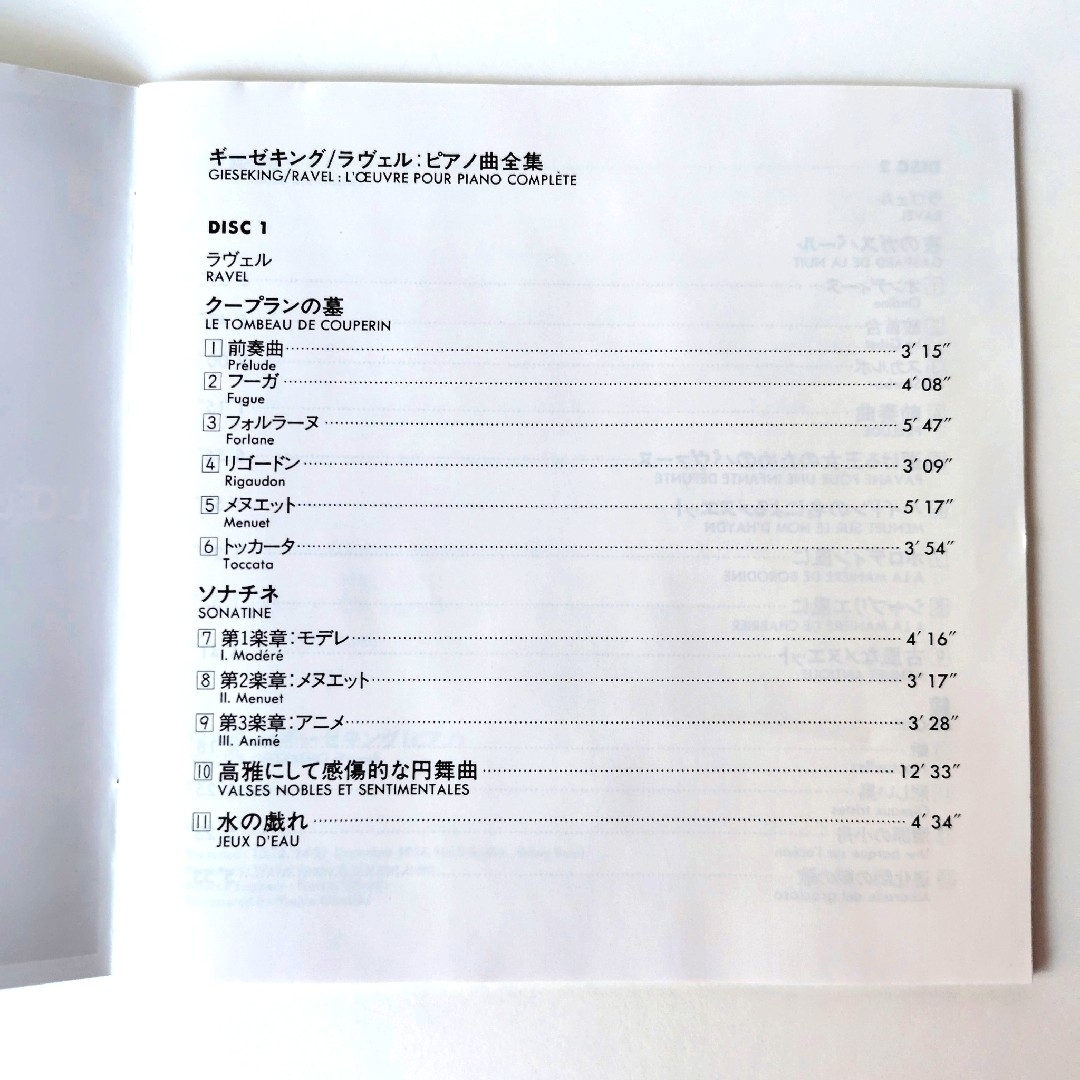 ギーゼキング/ラヴェル:ピアノ曲全集
GIESEKING/RAVEL : L'ŒUVRE POUR PIANO COMPLÈTE
DISC 1
ラヴェル
RAVEL
クープランの墓
LE TOMBEAU DE COUPERIN
1 前奏曲 3′15″
Prélude
2 フーガ 4′08″
Fugue
3 フォルラーヌ 5′47″
Forlane
4 リゴードン 3′09″
Rigaudon
5 メヌエット 5′17″
Menuet
6 トッカータ 3′54″
Toccata
ソナチネ
SONATINE
7 第1楽章:モデレ 4′16″
I. Modéré
8 第2楽章:メヌエット 3′17″
II. Menuet
9 第3楽章:アニメ 3′28″
III. Animé
10 高雅にして感傷的な円舞曲 12′33″
VALSES NOBLES ET SENTIMENTALES
11 水の戯れ 4′34″
JEUX D'EAU